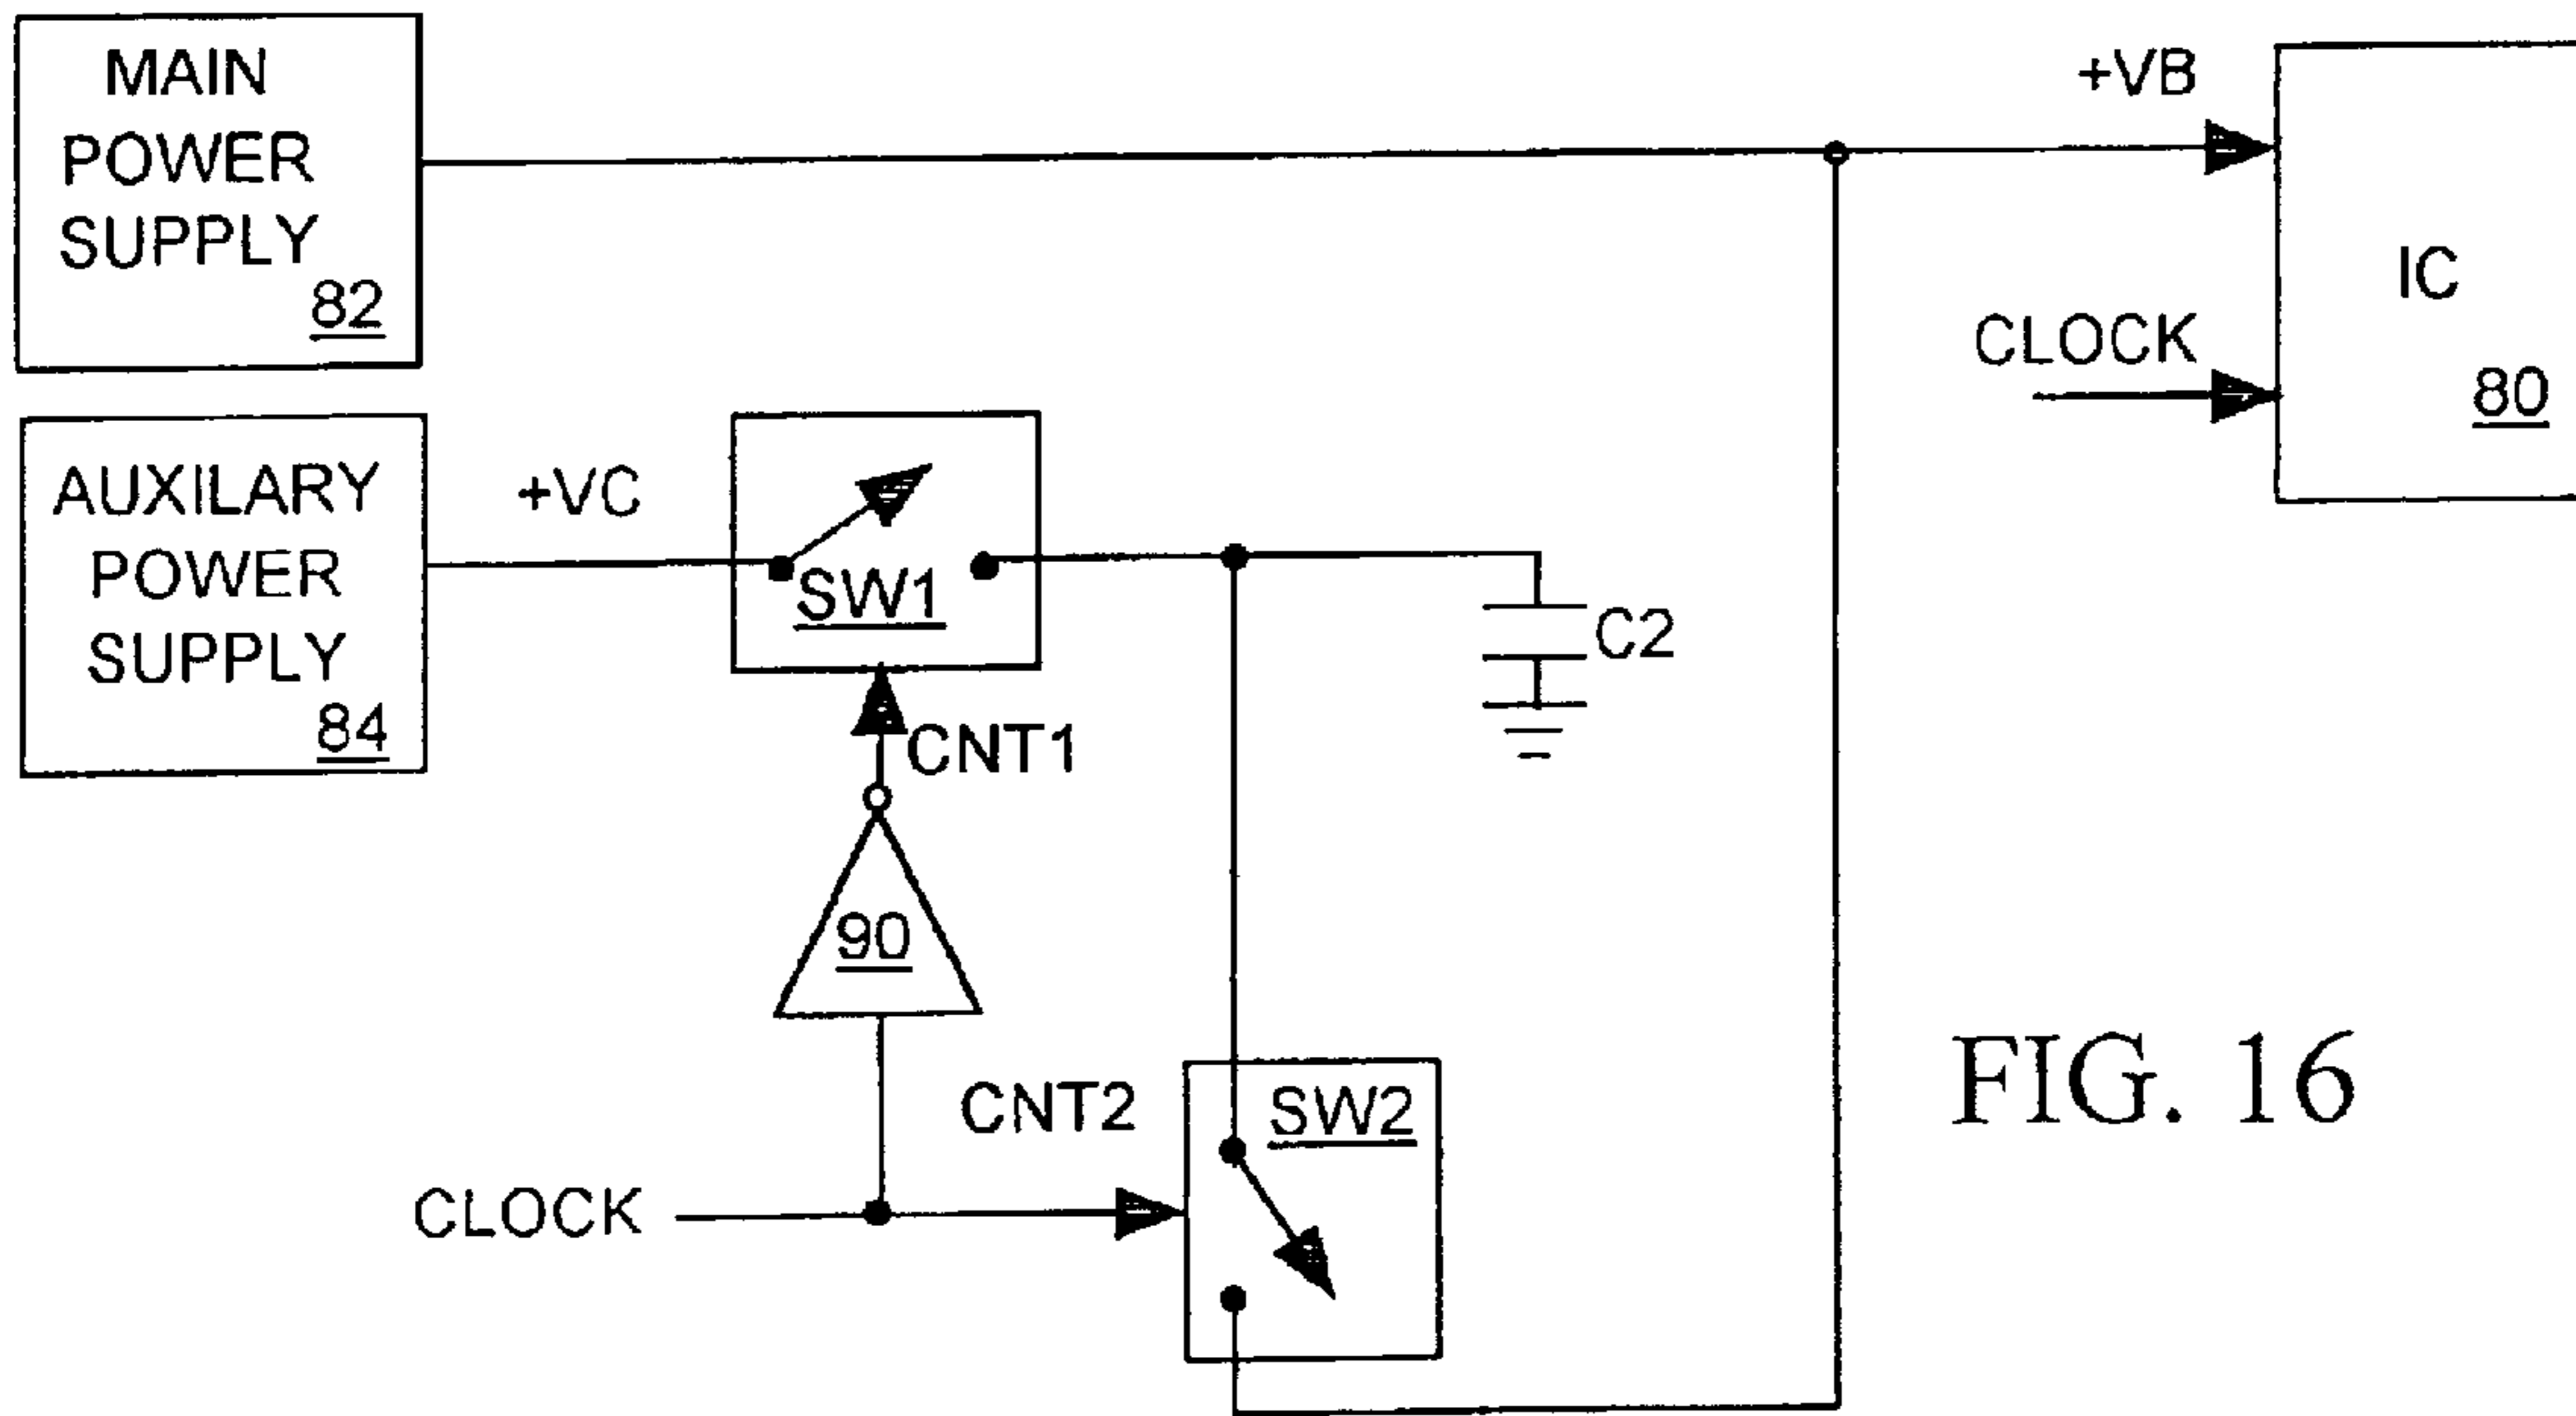 MAIN
POWER
SUPPLY
82
+VB
IC
CLOCK
80
AUXILARY
POWER
SUPPLY
84
+VC
SW1
C2
CNT1
90
CNT2
SW2
CLOCK
FIG. 16